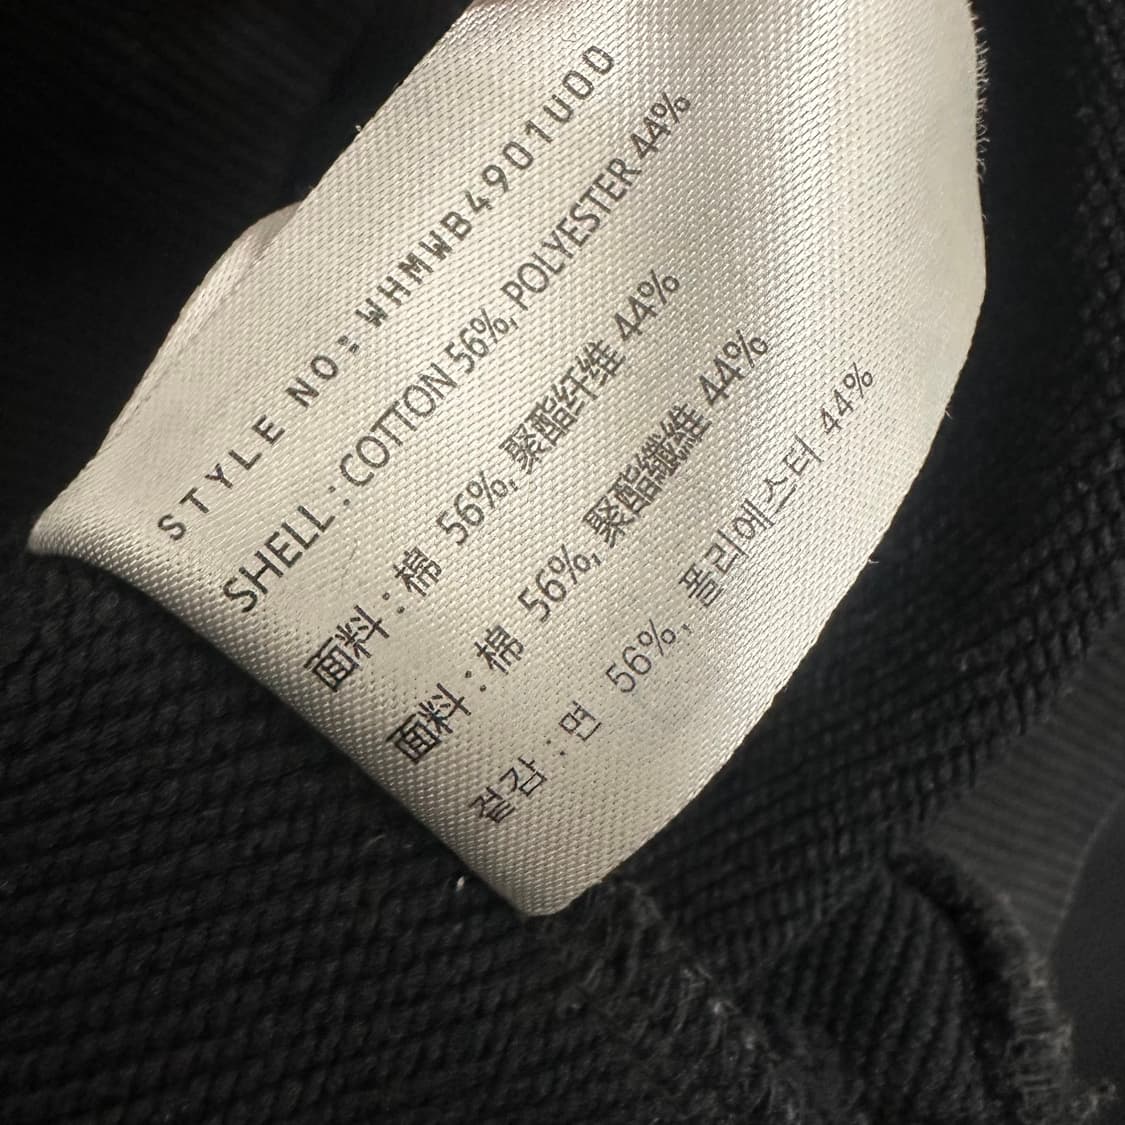 STYLE NO: WHMWB4901U00
SHELL : COTTON 56%, POLYESTER 44%
面料 : 棉 56%, 聚酯纤维 44%
面料 : 棉 56%, 聚酯纖維 44%
겉감 : 면 56%, 폴리에스터 44%